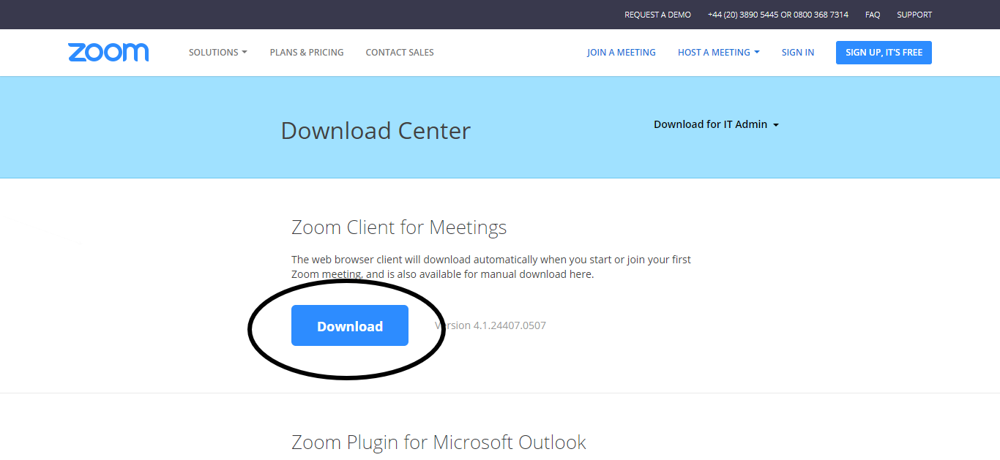 REQUEST A DEMO +44 (20) 3890 5445 OR 0800 368 7314 FAQ SUPPORT
zoom SOLUTIONS PLANS & PRICING CONTACT SALES JOIN A MEETING HOST A MEETING SIGN IN SIGN UP, IT'S FREE
Download Center Download for IT Admin
Zoom Client for Meetings
The web browser client will download automatically when you start or join your first
Zoom meeting, and is also available for manual download here.
Download Version 4.1.24407.0507
Zoom Plugin for Microsoft Outlook